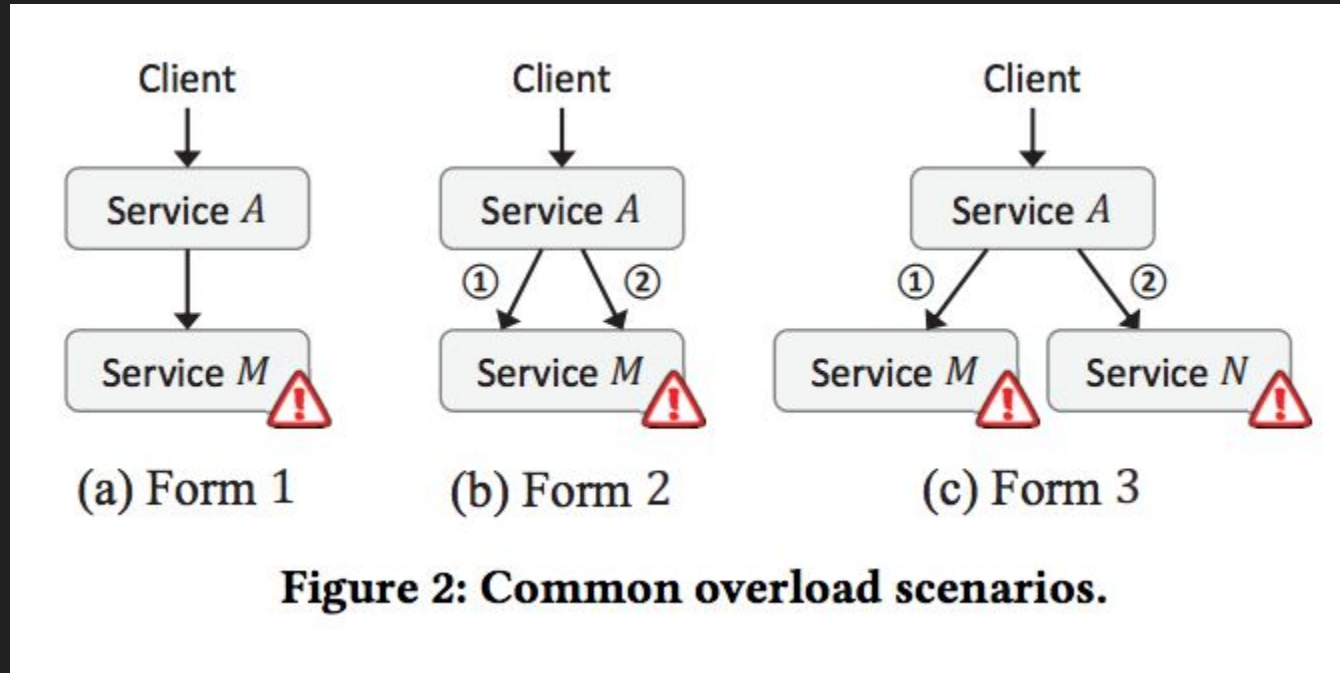 Client
Service A
Service M
(a) Form 1
Client
Service A
① ②
Service M
(b) Form 2
Client
Service A
① ②
Service M Service N
(c) Form 3
Figure 2: Common overload scenarios.